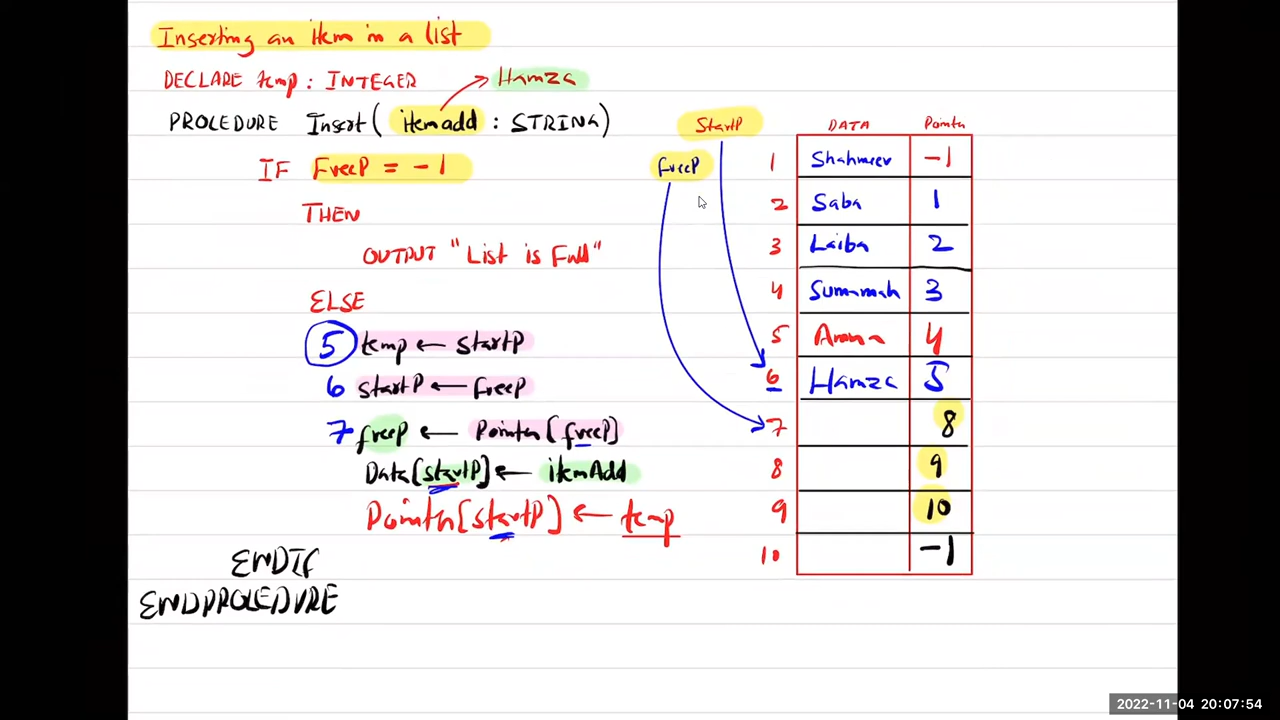 Inserting an item in a list
DECLARE temp : INTEGER
Hamza
PROCEDURE Insert( itemadd : STRING)
IF FreeP = -1
THEN
OUTPUT "List is Full"
ELSE
5 temp ← startP
6 startP ← freeP
7 freeP ← Pointer[freeP]
Data[startP] ← itemAdd
Pointer[startP] ← temp
ENDIF
ENDPROCEDURE
StartP
freeP
DATA Pointer
1 Shahmeer -1
2 Saba 1
3 Laiba 2
4 Sumamah 3
5 4
6 Hamza 5
7 8
8 9
9 10
10 -1
2022-11-04 20:07:54